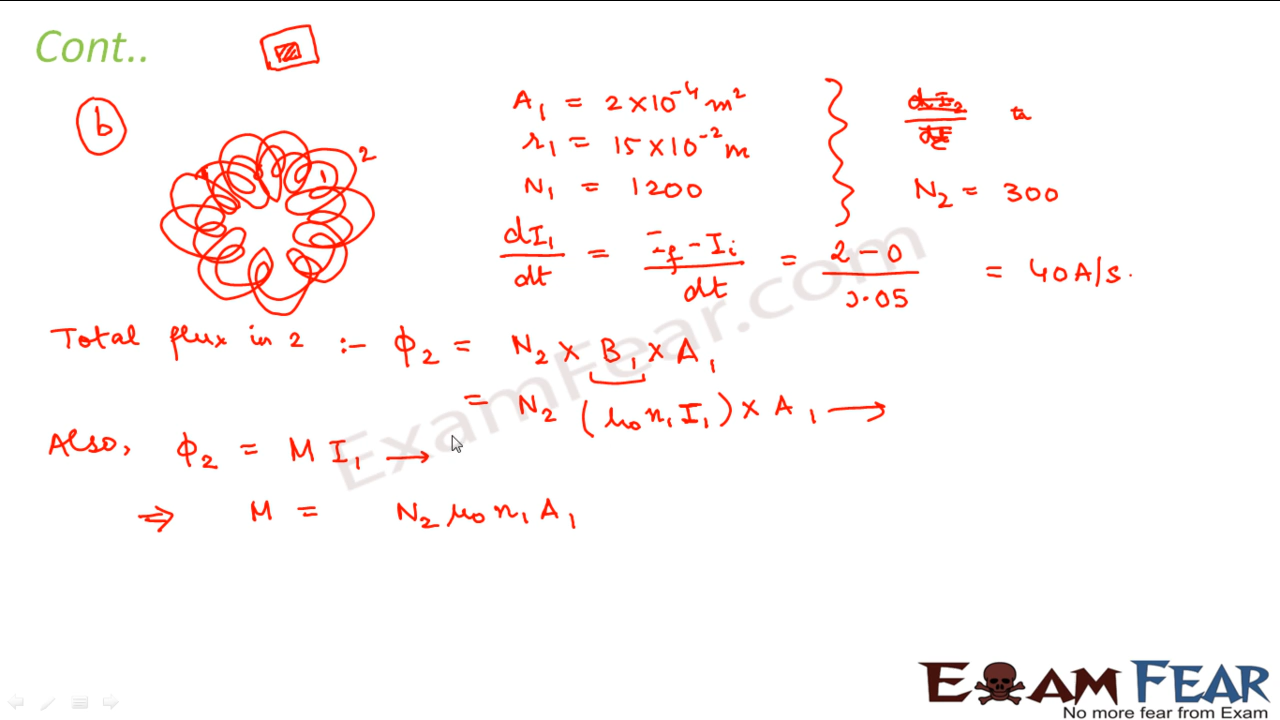 Cont..
b
2
1
A₁ = 2×10⁻⁴ m²
r₁ = 15×10⁻² m
N₁ = 1200
N₂ = 300
dI₁/dt = (I_f − I_i)/dt = (2 − 0)/0.05 = 40A/s.
Total flux in 2 :- ϕ₂ = N₂ × B₁ × A₁
= N₂ (μ₀ n₁ I₁) × A₁ →
Also, ϕ₂ = M I₁ →
⇒ M = N₂ μ₀ n₁ A₁
ExamFear.com
EXAM FEAR
No more fear from Exam